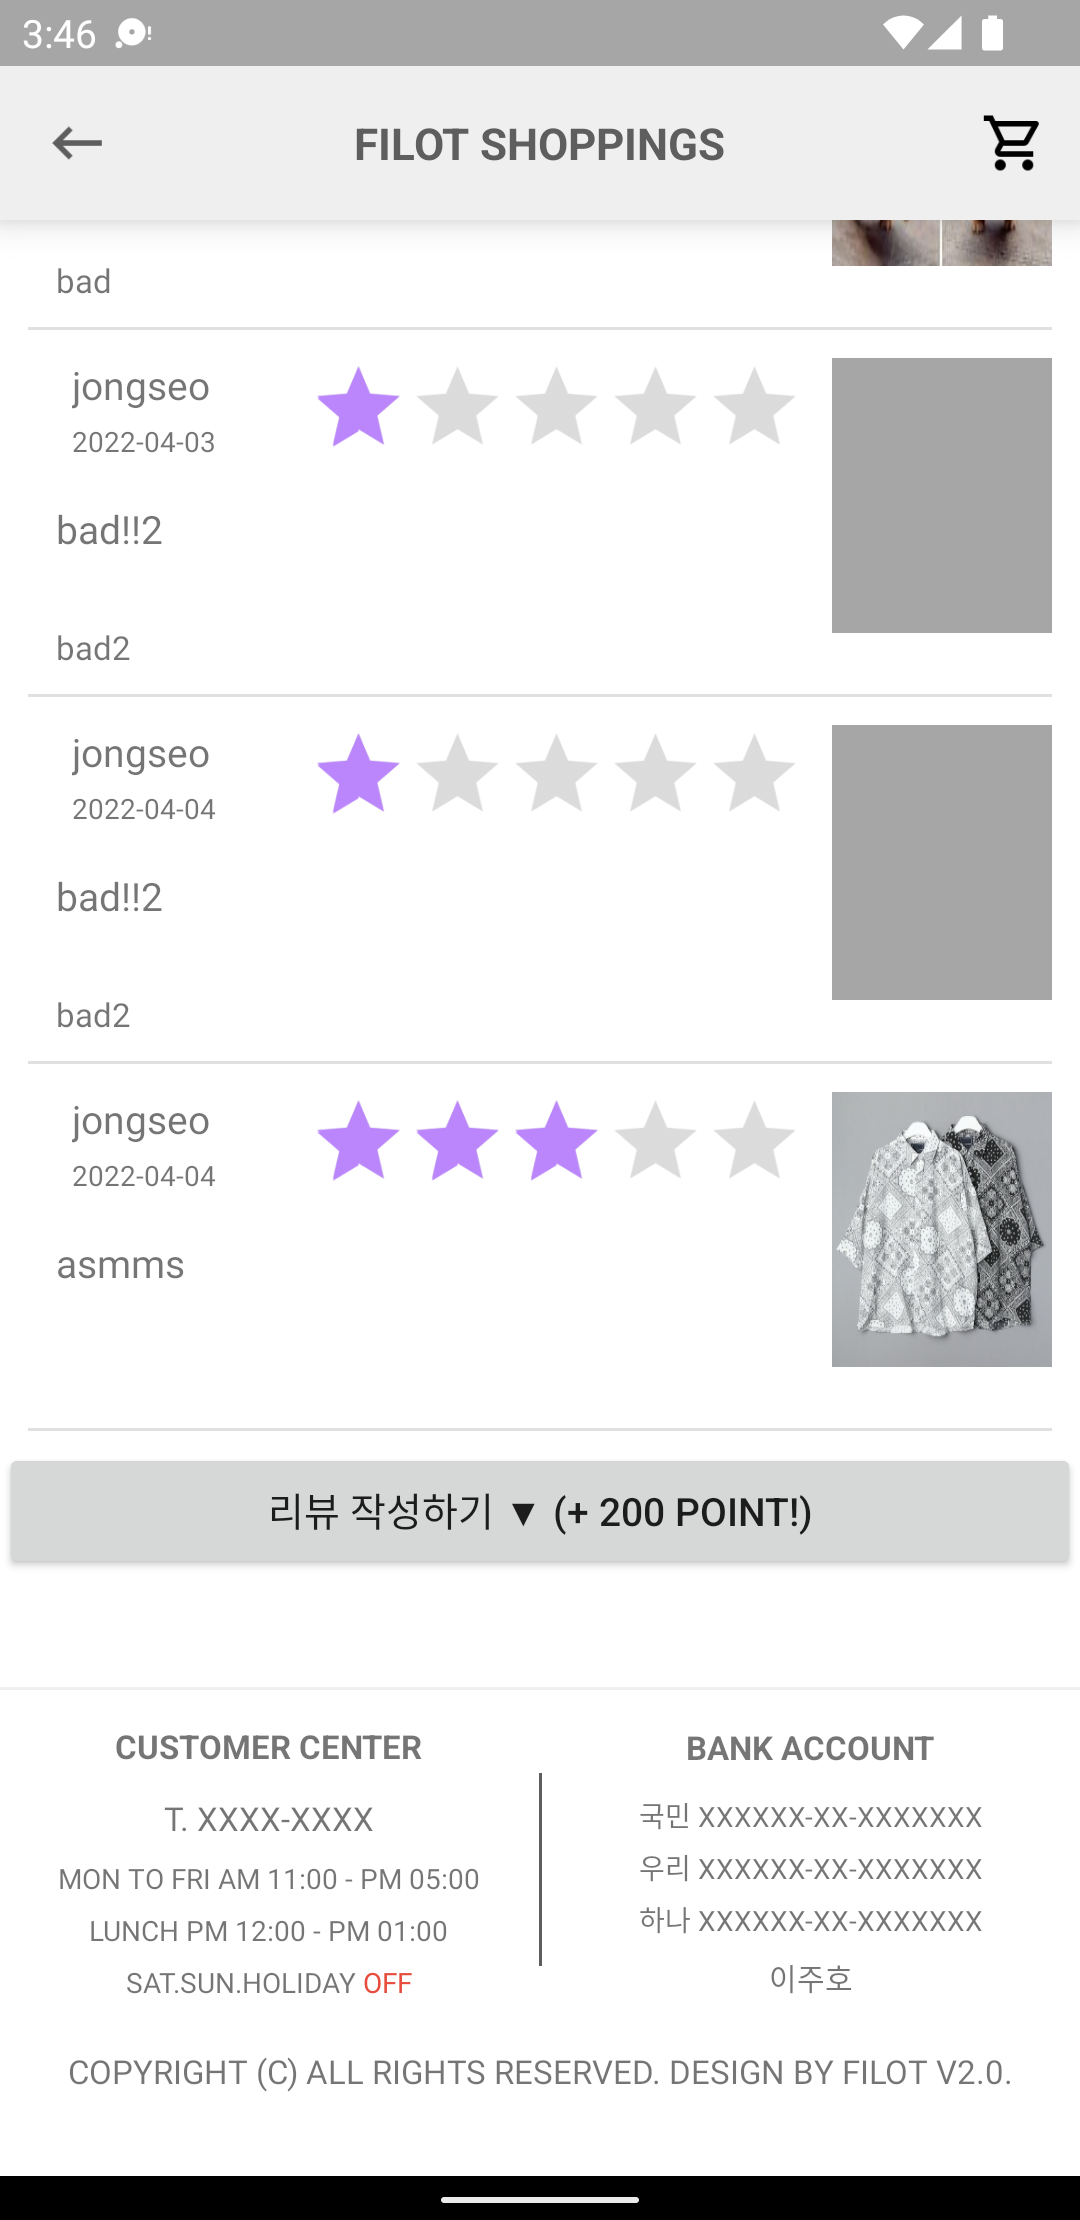 3:46
FILOT SHOPPINGS
bad
jongseo
2022-04-03
bad!!2
bad2
jongseo
2022-04-04
bad!!2
bad2
jongseo
2022-04-04
asmms
리뷰 작성하기 ▼ (+ 200 POINT!)
CUSTOMER CENTER
T. XXXX-XXXX
MON TO FRI AM 11:00 - PM 05:00
LUNCH PM 12:00 - PM 01:00
SAT.SUN.HOLIDAY OFF
BANK ACCOUNT
국민 XXXXXX-XX-XXXXXXX
우리 XXXXXX-XX-XXXXXXX
하나 XXXXXX-XX-XXXXXXX
이주호
COPYRIGHT (C) ALL RIGHTS RESERVED. DESIGN BY FILOT V2.0.